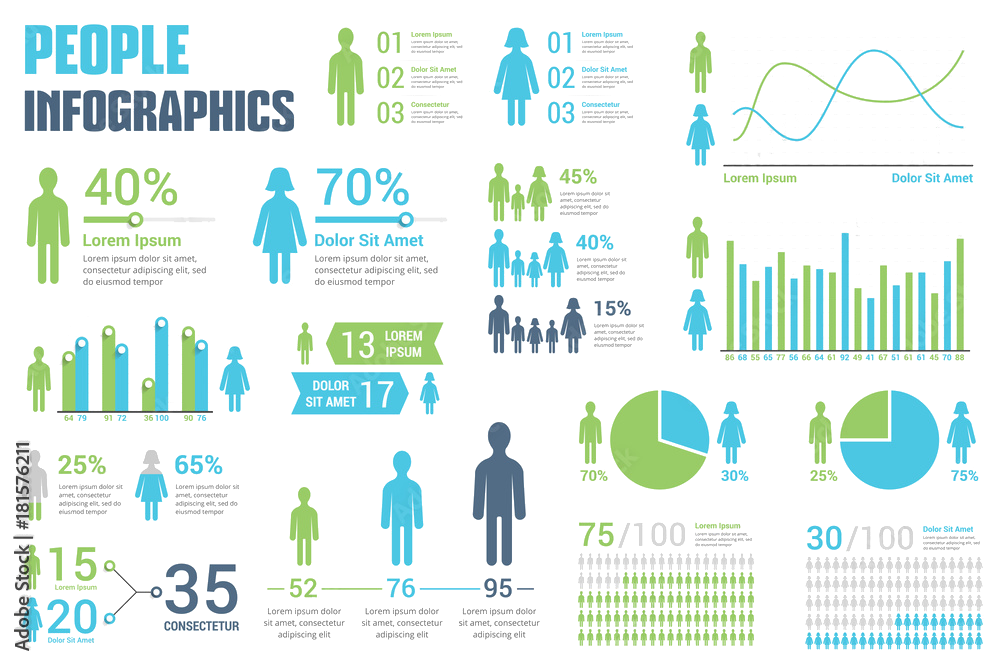 PEOPLE
INFOGRAPHICS
01
Lorem Ipsum
Lorem ipsum dolor sit amet,
consectetur adipiscing elit, sed
do eiusmod tempor
02
Dolor Sit Amet
Lorem ipsum dolor sit amet,
consectetur adipiscing elit, sed
do eiusmod tempor
03
Consectetur
Lorem ipsum dolor sit amet,
consectetur adipiscing elit, sed
do eiusmod tempor
01
Lorem Ipsum
Lorem ipsum dolor sit amet,
consectetur adipiscing elit, sed
do eiusmod tempor
02
Dolor Sit Amet
Lorem ipsum dolor sit amet,
consectetur adipiscing elit, sed
do eiusmod tempor
03
Consectetur
Lorem ipsum dolor sit amet,
consectetur adipiscing elit, sed
do eiusmod tempor
Lorem Ipsum
Dolor Sit Amet
40%
Lorem Ipsum
Lorem ipsum dolor sit amet,
consectetur adipiscing elit, sed
do eiusmod tempor
70%
Dolor Sit Amet
Lorem ipsum dolor sit amet,
consectetur adipiscing elit, sed
do eiusmod tempor
45%
Lorem ipsum dolor sit
amet, consectetur
adipiscing elit, sed do
eiusmod tempor
40%
Lorem ipsum dolor sit
amet, consectetur
adipiscing elit, sed do
eiusmod tempor
15%
Lorem ipsum dolor sit
amet, consectetur
adipiscing elit, sed do
eiusmod tempor
86 68 55 65 77 56 66 64 61 92 49 41 67 51 61 61 45 70 88
64 79 91 72 36 100 90 76
13 LOREM
IPSUM
DOLOR
SIT AMET 17
70%
30%
25%
75%
25%
Lorem ipsum dolor sit
amet, consectetur
adipiscing elit, sed do
eiusmod tempor
65%
Lorem ipsum dolor sit
amet, consectetur
adipiscing elit, sed do
eiusmod tempor
15
Lorem Ipsum
20
Dolor Sit Amet
35
CONSECTETUR
52
Lorem ipsum dolor
sit amet, consectetur
adipiscing elit
76
Lorem ipsum dolor
sit amet, consectetur
adipiscing elit
95
Lorem ipsum dolor
sit amet, consectetur
adipiscing elit
75/100
Lorem Ipsum
Lorem ipsum dolor sit amet,
consectetur adipiscing elit, sed
do eiusmod tempor
30/100
Dolor Sit Amet
Lorem ipsum dolor sit amet,
consectetur adipiscing elit, sed
do eiusmod tempor
Adobe Stock | #181576211